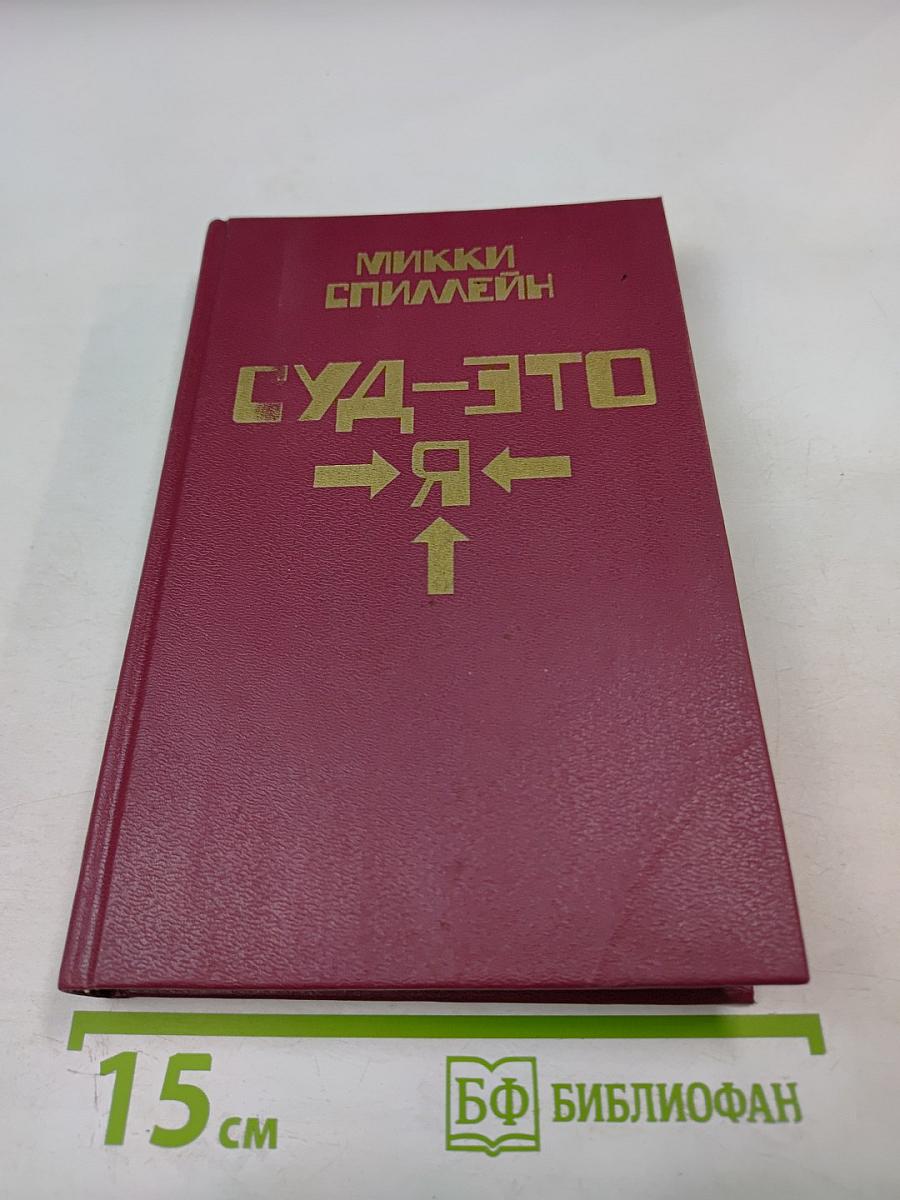 МИККИ
СПИЛЛЕЙН
СУД–ЭТО
Я
15 см
БФ БИБЛИОФАН